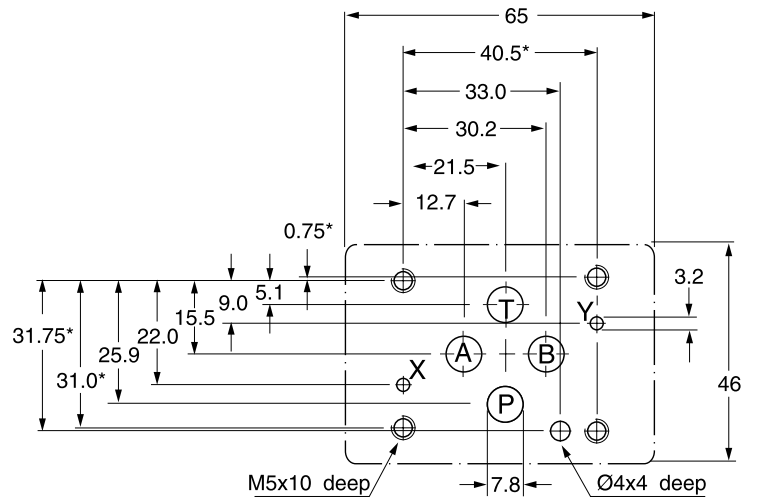 65
40.5*
33.0
30.2
21.5
12.7
0.75*
5.1
9.0
15.5
22.0
25.9
31.0*
31.75*
3.2
46
T
Y
A
B
X
P
M5x10 deep
7.8
Ø4x4 deep